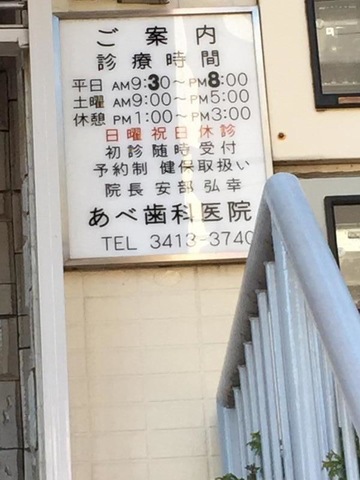 ご案内
診療時間
平日 AM9:30~PM8:00
土曜 AM9:00~PM5:00
休憩 PM1:00~PM3:00
日曜祝日休診
初診随時受付
予約制 健保取扱い
院長 安部弘幸
あべ歯科医院
TEL 3413-3740